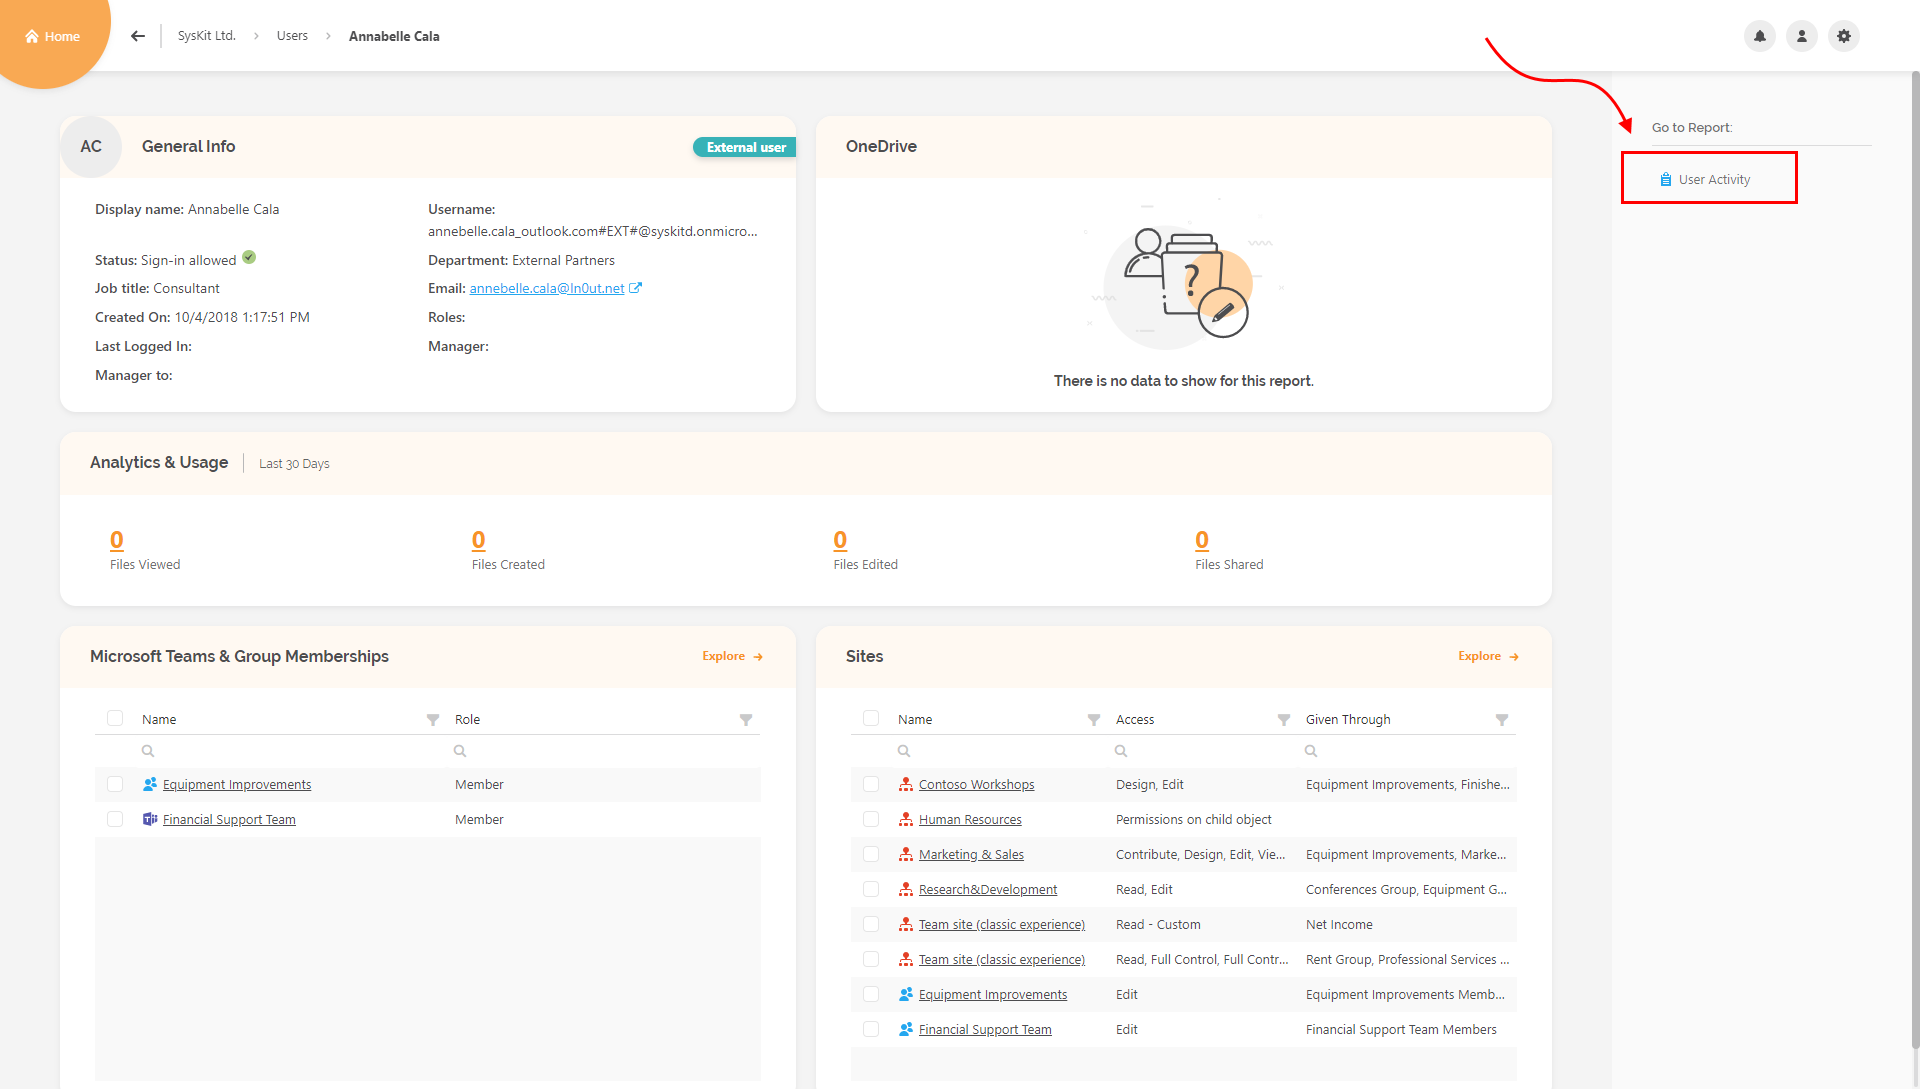 Home
SysKit Ltd. > Users > Annabelle Cala
Go to Report:
User Activity
AC
General Info
External user
Display name: Annabelle Cala
Username:
annebelle.cala_outlook.com#EXT#@syskitd.onmicro...
Status: Sign-in allowed
Department: External Partners
Job title: Consultant
Email: annebelle.cala@In0ut.net
Created On: 10/4/2018 1:17:51 PM
Roles:
Last Logged In:
Manager:
Manager to:
OneDrive
?
There is no data to show for this report.
Analytics & Usage
Last 30 Days
0 0 0 0
Files Viewed Files Created Files Edited Files Shared
Microsoft Teams & Group Memberships
Explore
Name Role
Equipment Improvements Member
Financial Support Team Member
Sites
Explore
Name Access Given Through
Contoso Workshops Design, Edit Equipment Improvements, Finishe...
Human Resources Permissions on child object
Marketing & Sales Contribute, Design, Edit, Vie... Equipment Improvements, Marke...
Research&Development Read, Edit Conferences Group, Equipment G...
Team site (classic experience) Read - Custom Net Income
Team site (classic experience) Read, Full Control, Full Contr... Rent Group, Professional Services ...
Equipment Improvements Edit Equipment Improvements Memb...
Financial Support Team Edit Financial Support Team Members